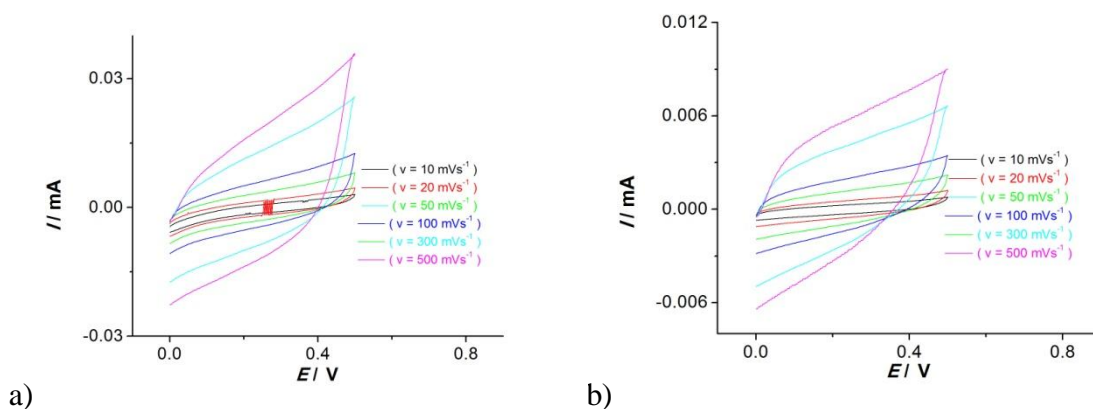 0.03
0.00
-0.03
I/ mA
0.0
0.4
0.8
E/ V
( v = 10 mVs⁻¹ )
( v = 20 mVs⁻¹ )
( v = 50 mVs⁻¹ )
( v = 100 mVs⁻¹ )
( v = 300 mVs⁻¹ )
( v = 500 mVs⁻¹ )
a)
0.012
0.006
0.000
-0.006
I/ mA
0.0
0.4
0.8
E/ V
( v = 10 mVs⁻¹ )
( v = 20 mVs⁻¹ )
( v = 50 mVs⁻¹ )
( v = 100 mVs⁻¹ )
( v = 300 mVs⁻¹ )
( v = 500 mVs⁻¹ )
b)